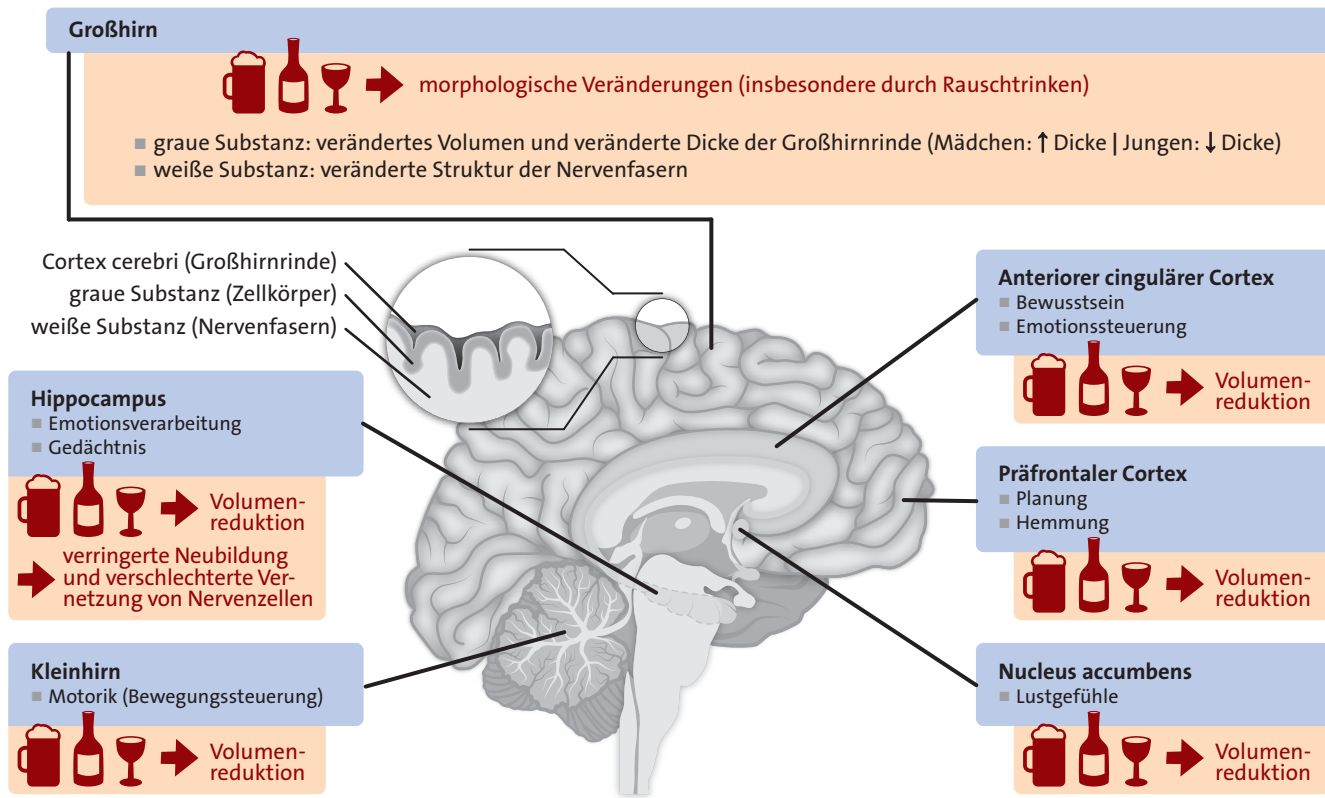 Großhirn
morphologische Veränderungen (insbesondere durch Rauschtrinken)
■ graue Substanz: verändertes Volumen und veränderte Dicke der Großhirnrinde (Mädchen: ↑ Dicke | Jungen: ↓ Dicke)
■ weiße Substanz: veränderte Struktur der Nervenfasern
Cortex cerebri (Großhirnrinde)
graue Substanz (Zellkörper)
weiße Substanz (Nervenfasern)
Hippocampus
■ Emotionsverarbeitung
■ Gedächtnis
Volumen-
reduktion
verringerte Neubildung
und verschlechterte Ver-
netzung von Nervenzellen
Kleinhirn
■ Motorik (Bewegungssteuerung)
Volumen-
reduktion
Anteriorer cingulärer Cortex
■ Bewusstsein
■ Emotionssteuerung
Volumen-
reduktion
Präfrontaler Cortex
■ Planung
■ Hemmung
Volumen-
reduktion
Nucleus accumbens
■ Lustgefühle
Volumen-
reduktion